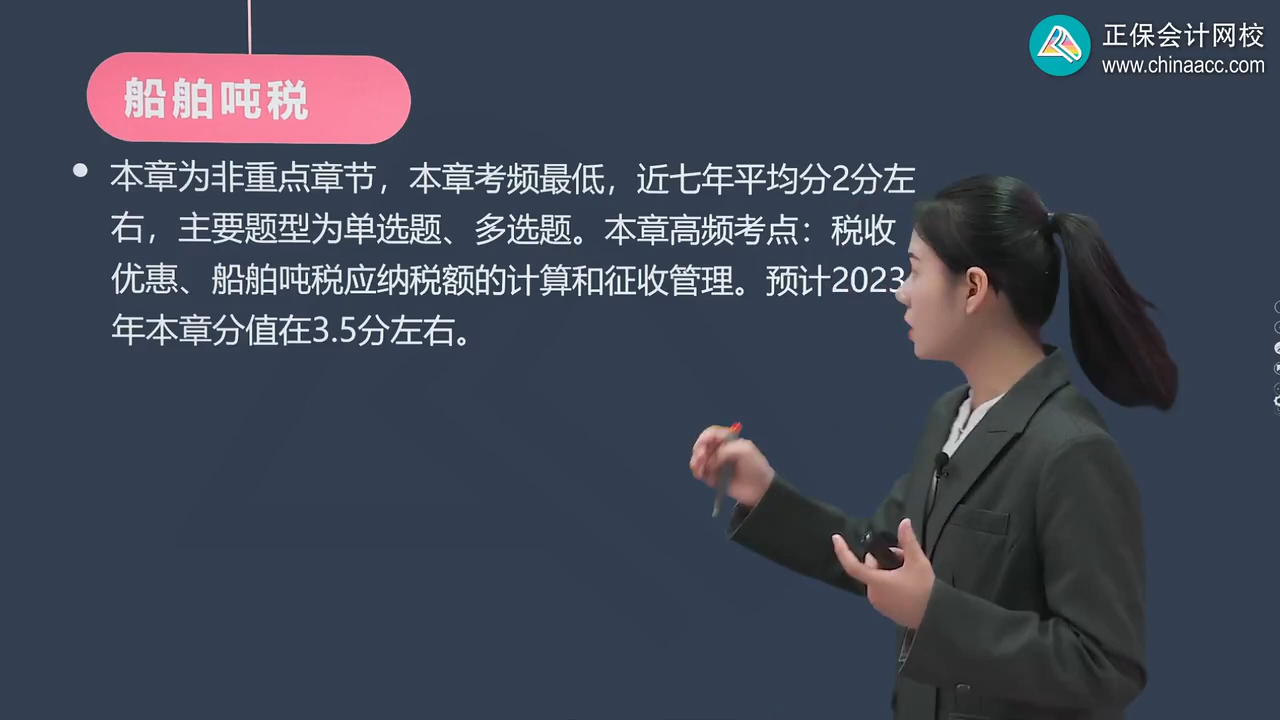 正保会计网校
www.chinaacc.com
船舶吨税
本章为非重点章节，本章考频最低，近七年平均分2分左
右，主要题型为单选题、多选题。本章高频考点：税收
优惠、船舶吨税应纳税额的计算和征收管理。预计2023
年本章分值在3.5分左右。